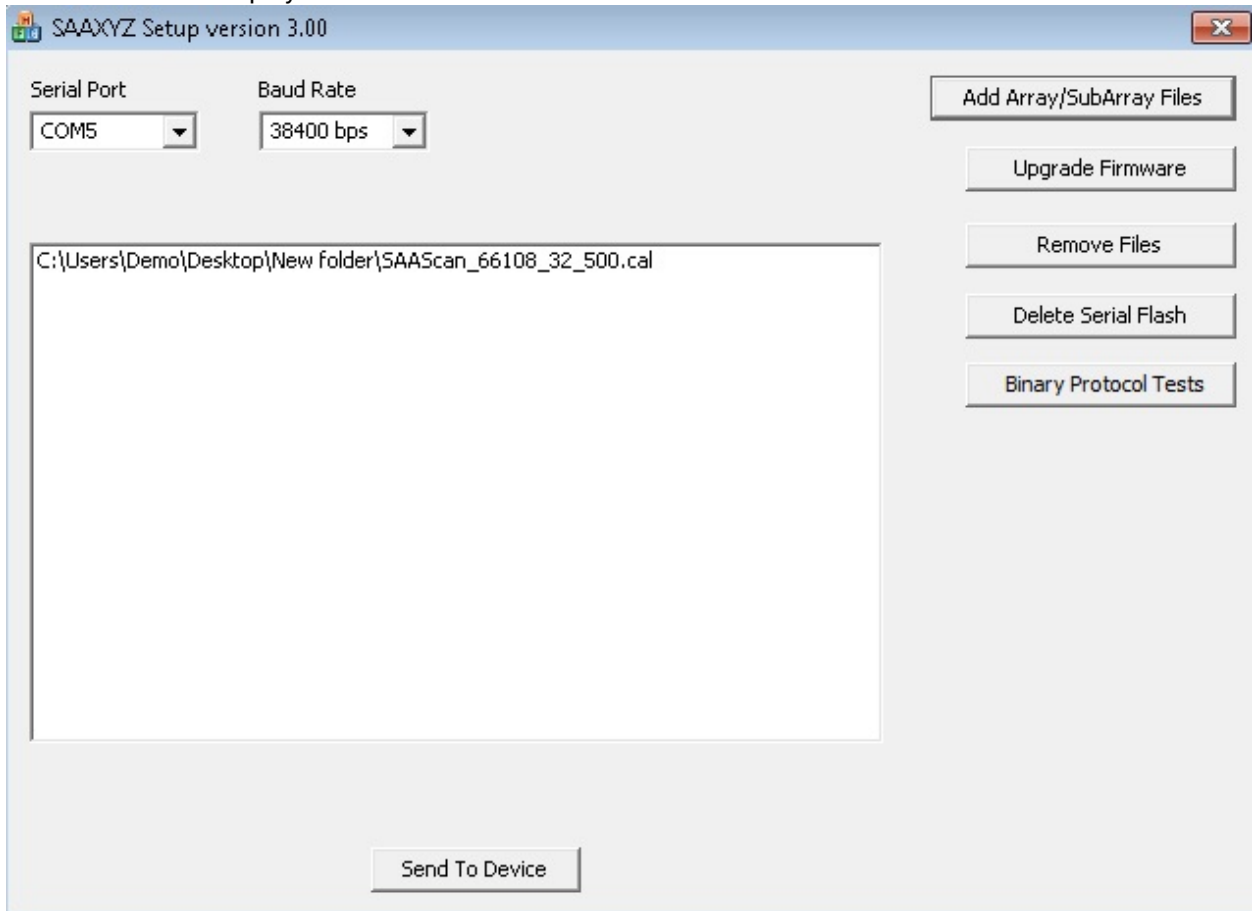 SAAXYZ Setup version 3.00
Serial Port
Baud Rate
COM5
38400 bps
Add Array/SubArray Files
Upgrade Firmware
Remove Files
Delete Serial Flash
Binary Protocol Tests
C:\Users\Demo\Desktop\New folder\SAAScan_66108_32_500.cal
Send To Device